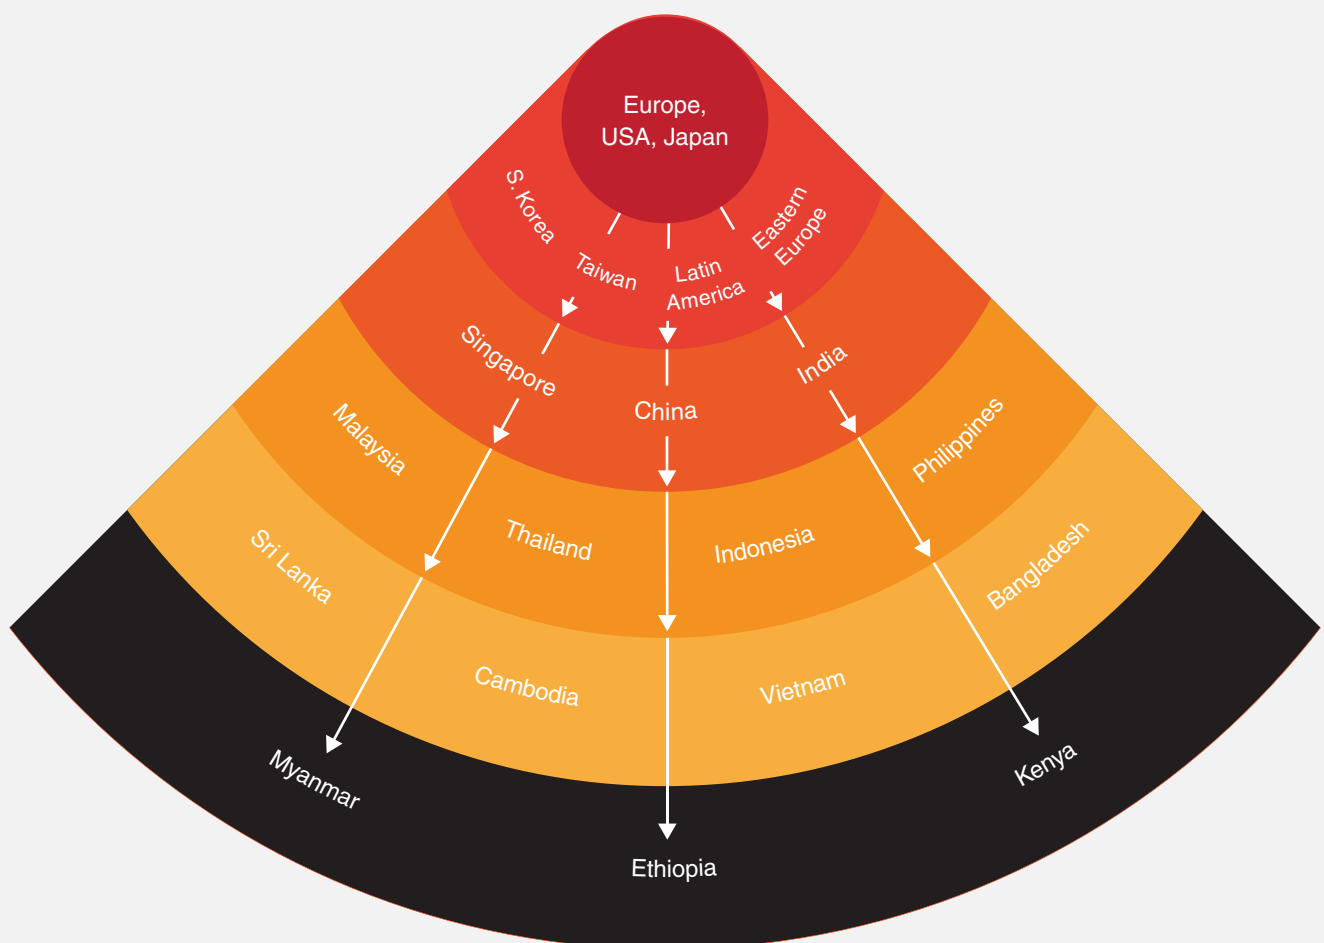 Europe,
USA, Japan
S. Korea
Taiwan
Latin
America
Eastern
Europe
Singapore
China
India
Malaysia
Thailand
Indonesia
Philippines
Sri Lanka
Cambodia
Vietnam
Bangladesh
Myanmar
Ethiopia
Kenya